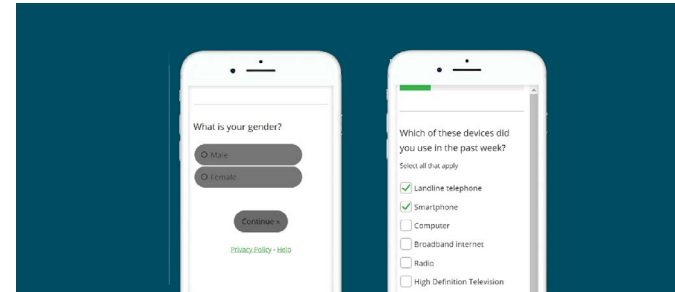 What is your gender?
Male
Female
Continue »
Privacy Policy - Help
Which of these devices did
you use in the past week?
Select all that apply
Landline telephone
Smartphone
Computer
Broadband internet
Radio
High Definition Television